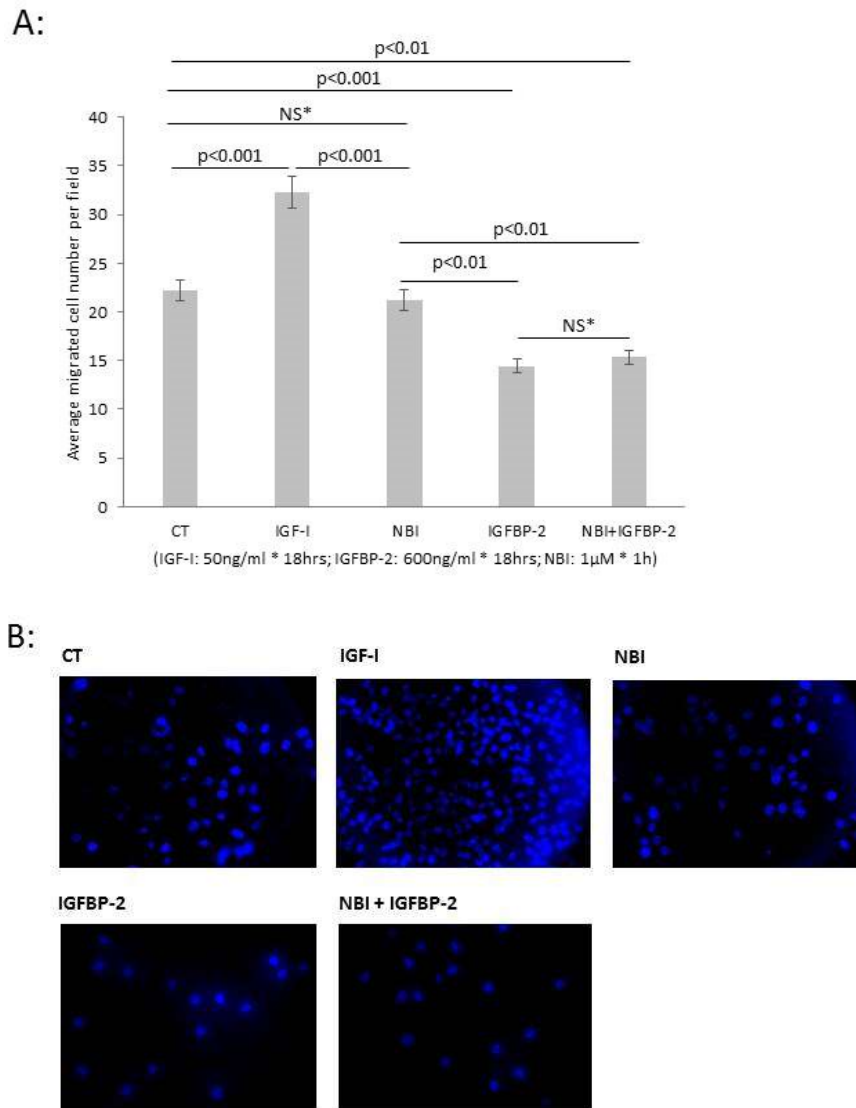 A:
p<0.01
p<0.001
NS*
p<0.001 p<0.001
p<0.01
p<0.01
NS*
Average migrated cell number per field
40
35
30
25
20
15
10
5
0
CT IGF-I NBI IGFBP-2 NBI+IGFBP-2
(IGF-I: 50ng/ml * 18hrs; IGFBP-2: 600ng/ml * 18hrs; NBI: 1µM * 1h)
B:
CT IGF-I NBI
IGFBP-2 NBI + IGFBP-2